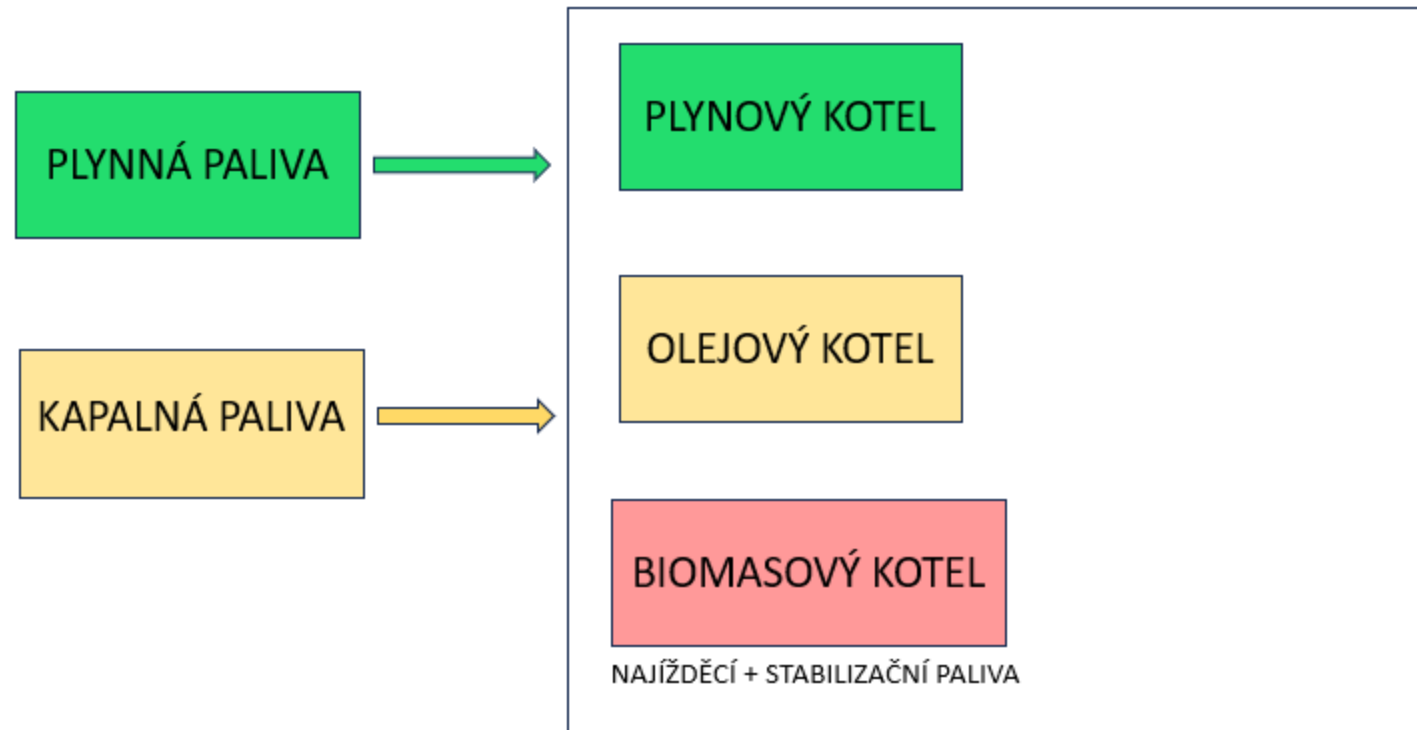 PLYNNÁ PALIVA
KAPALNÁ PALIVA
PLYNOVÝ KOTEL
OLEJOVÝ KOTEL
BIOMASOVÝ KOTEL
NAJÍŽDĚCÍ + STABILIZAČNÍ PALIVA